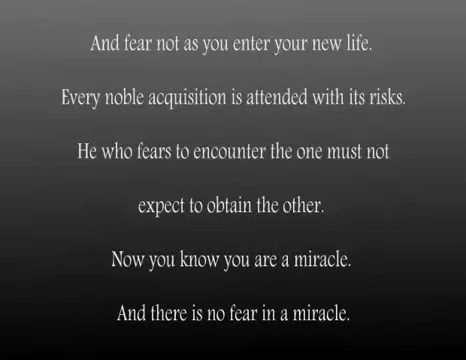 And fear not as you enter your new life.
Every noble acquisition is attended with its risks.
He who fears to encounter the one must not
expect to obtain the other.
Now you know you are a miracle.
And there is no fear in a miracle.